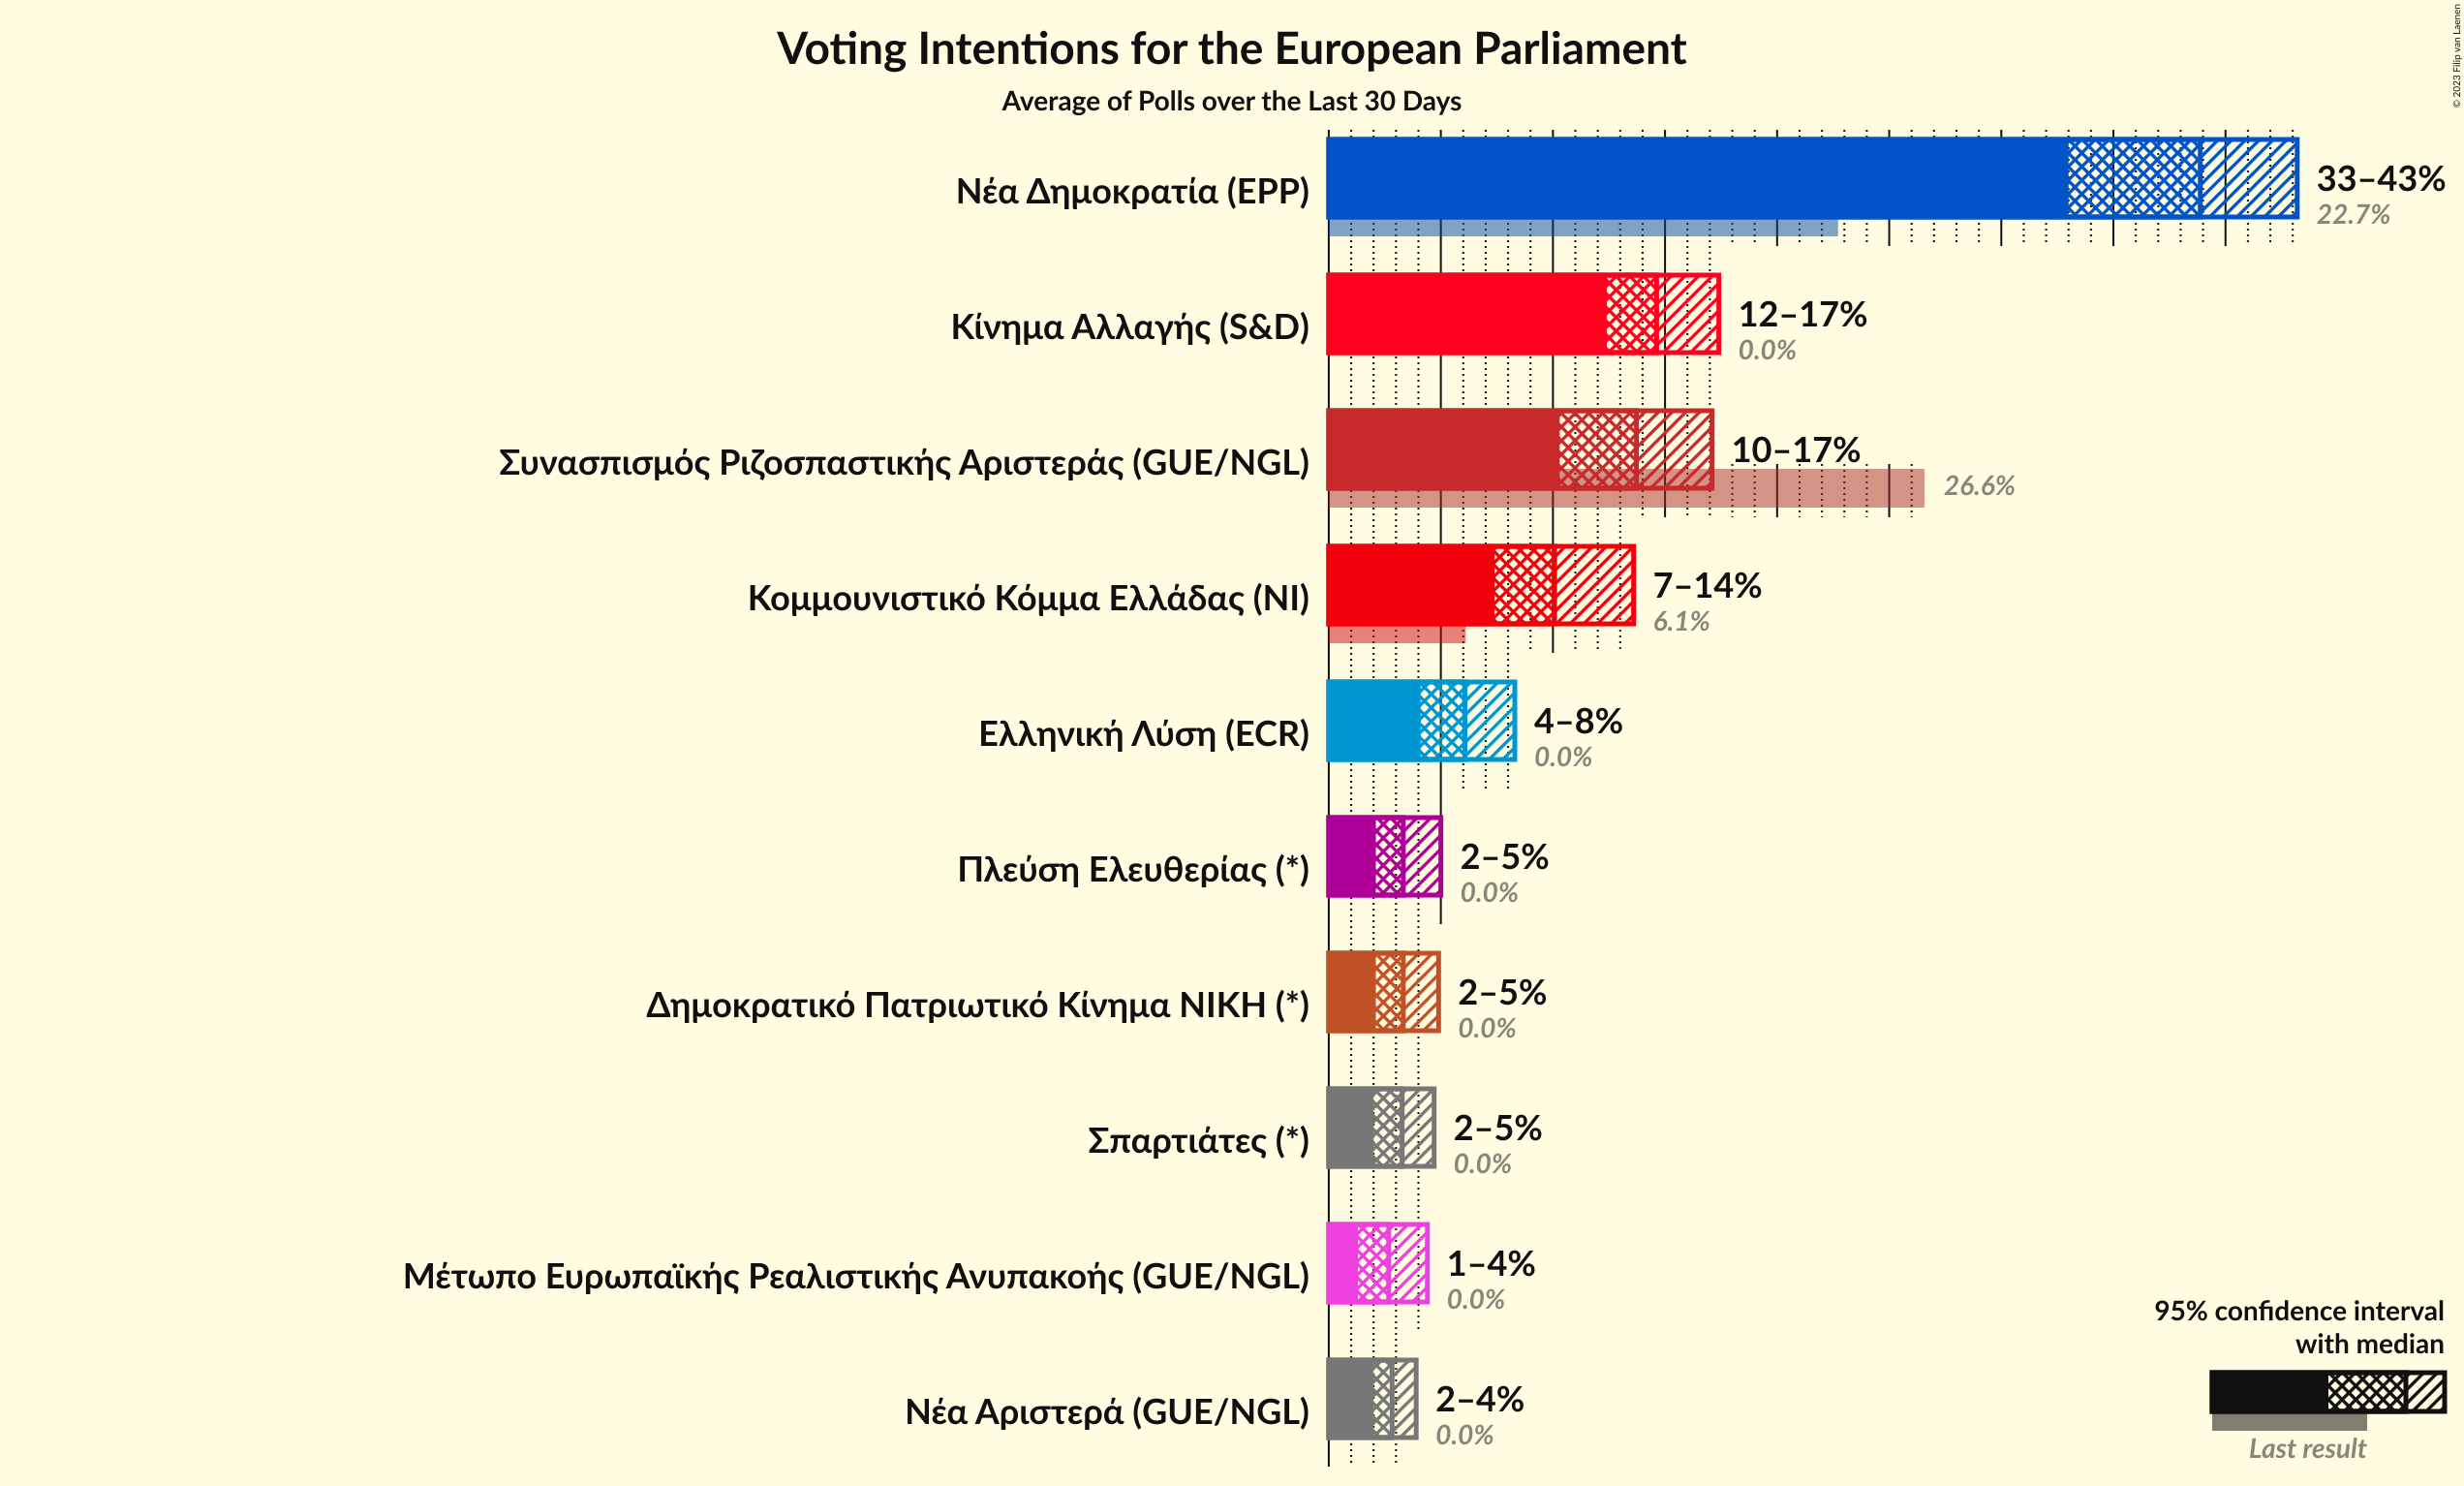 © 2023 Filip van Laenen
Voting Intentions for the European Parliament
Average of Polls over the Last 30 Days
Νέα Δημοκρατία (EPP)
33–43%
22.7%
Κίνημα Αλλαγής (S&D)
12–17%
0.0%
Συνασπισμός Ριζοσπαστικής Αριστεράς (GUE/NGL)
10–17%
26.6%
Κομμουνιστικό Κόμμα Ελλάδας (NI)
7–14%
6.1%
Ελληνική Λύση (ECR)
4–8%
0.0%
Πλεύση Ελευθερίας (*)
2–5%
0.0%
Δημοκρατικό Πατριωτικό Κίνημα ΝΙΚΗ (*)
2–5%
0.0%
Σπαρτιάτες (*)
2–5%
0.0%
Μέτωπο Ευρωπαϊκής Ρεαλιστικής Ανυπακοής (GUE/NGL)
1–4%
0.0%
Νέα Αριστερά (GUE/NGL)
2–4%
0.0%
95% confidence interval
with median
Last result